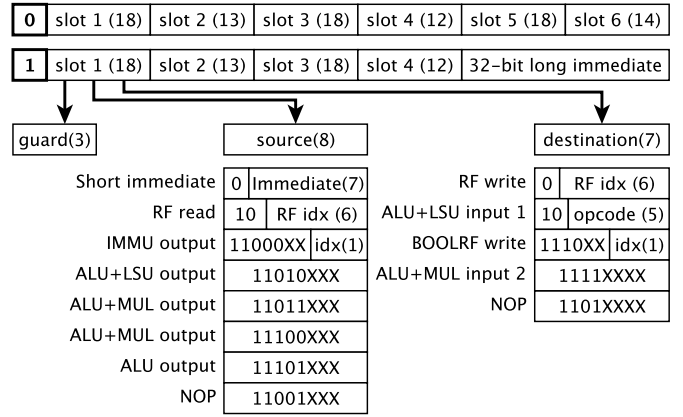 0 slot 1 (18) slot 2 (13) slot 3 (18) slot 4 (12) slot 5 (18) slot 6 (14)
1 slot 1 (18) slot 2 (13) slot 3 (18) slot 4 (12) 32-bit long immediate
guard(3) source(8) destination(7)
Short immediate 0 Immediate(7) RF write 0 RF idx (6)
RF read 10 RF idx (6) ALU+LSU input 1 10 opcode (5)
IMMU output 11000XX idx(1) BOOLRF write 1110XX idx(1)
ALU+LSU output 11010XXX ALU+MUL input 2 1111XXXX
ALU+MUL output 11011XXX NOP 1101XXXX
ALU+MUL output 11100XXX
ALU output 11101XXX
NOP 11001XXX